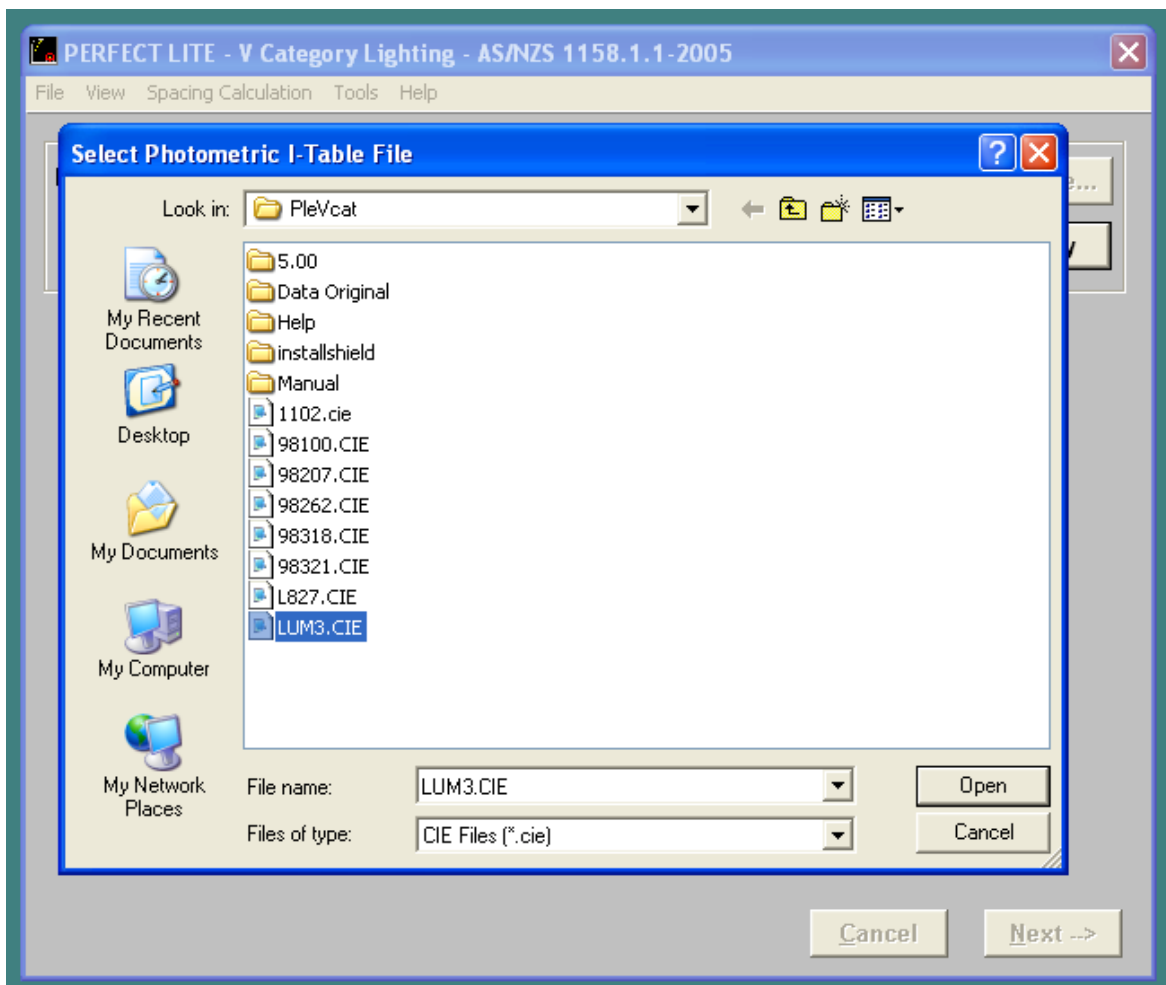 PERFECT LITE - V Category Lighting - AS/NZS 1158.1.1-2005
File View Spacing Calculation Tools Help
Select Photometric I-Table File
Look in: PleVcat
My Recent Documents
Desktop
My Documents
My Computer
My Network Places
5.00
Data Original
Help
installshield
Manual
1102.cie
98100.CIE
98207.CIE
98262.CIE
98318.CIE
98321.CIE
L827.CIE
LUM3.CIE
File name: LUM3.CIE
Open
Files of type: CIE Files (*.cie)
Cancel
Cancel
Next -->